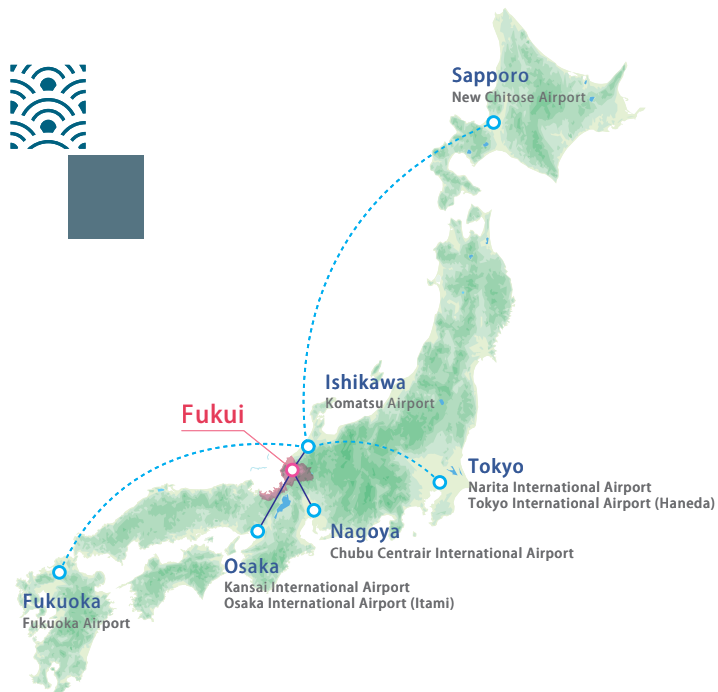 Sapporo
New Chitose Airport
Ishikawa
Komatsu Airport
Fukui
Tokyo
Narita International Airport
Tokyo International Airport (Haneda)
Nagoya
Chubu Centrair International Airport
Osaka
Kansai International Airport
Osaka International Airport (Itami)
Fukuoka
Fukuoka Airport